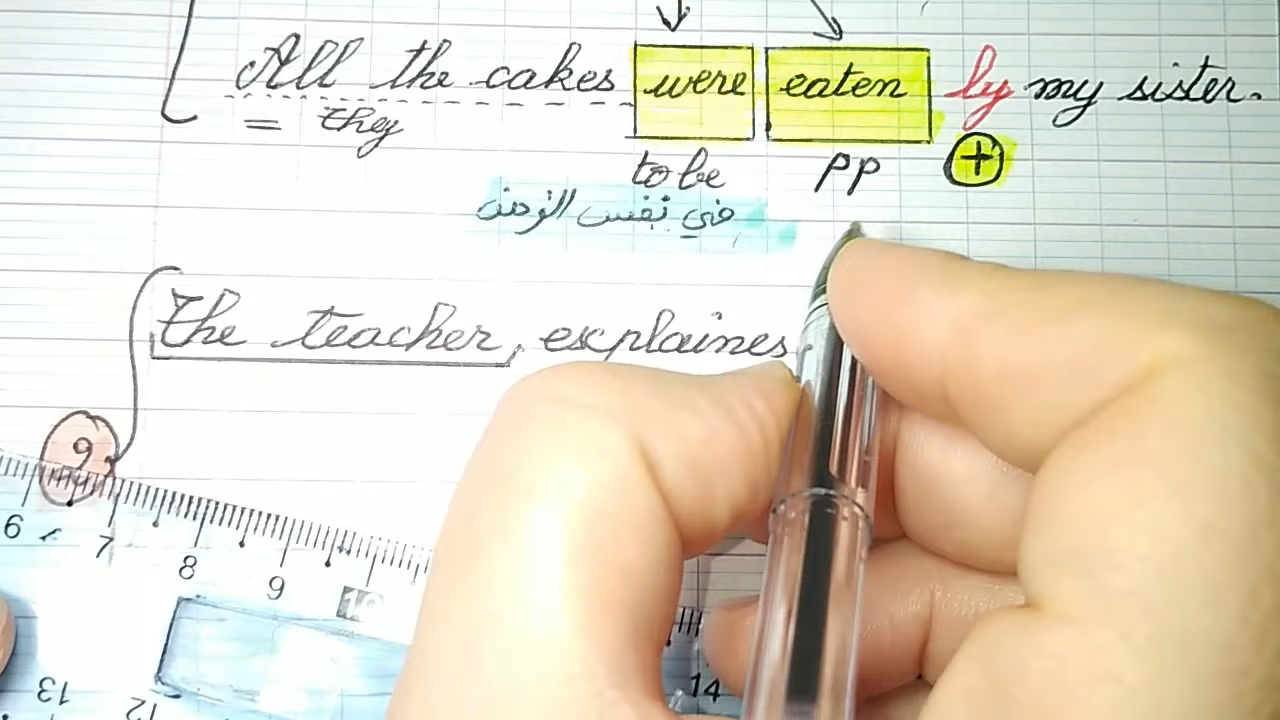 All the cakes were eaten by my sister.
= they
to be pp +
في نفس الزمن
The teacher, explaines
9
6 7 8 9 10
13 12 14